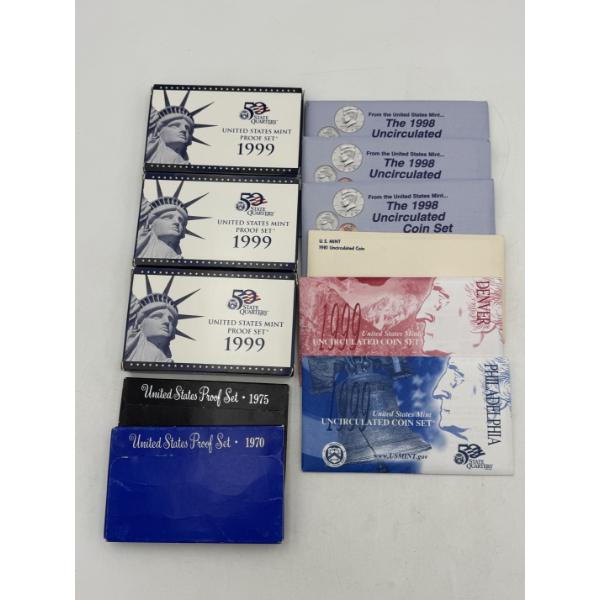 50
STATE
QUARTERS
UNITED STATES MINT
PROOF SET
1999
50
STATE
QUARTERS
UNITED STATES MINT
PROOF SET
1999
50
STATE
QUARTERS
UNITED STATES MINT
PROOF SET
1999
United States Proof Set · 1975
United States Proof Set · 1970
From the United States Mint...
The 1998
Uncirculated
From the United States Mint...
The 1998
Uncirculated
From the United States Mint...
The 1998
Uncirculated
Coin Set
U.S. MINT
1981 Uncirculated Coin
1999
DENVER
United States Mint
UNCIRCULATED COIN SET
1999
PHILADELPHIA
United States Mint
UNCIRCULATED COIN SET
www.USMINT.gov
50
STATE
QUARTERS